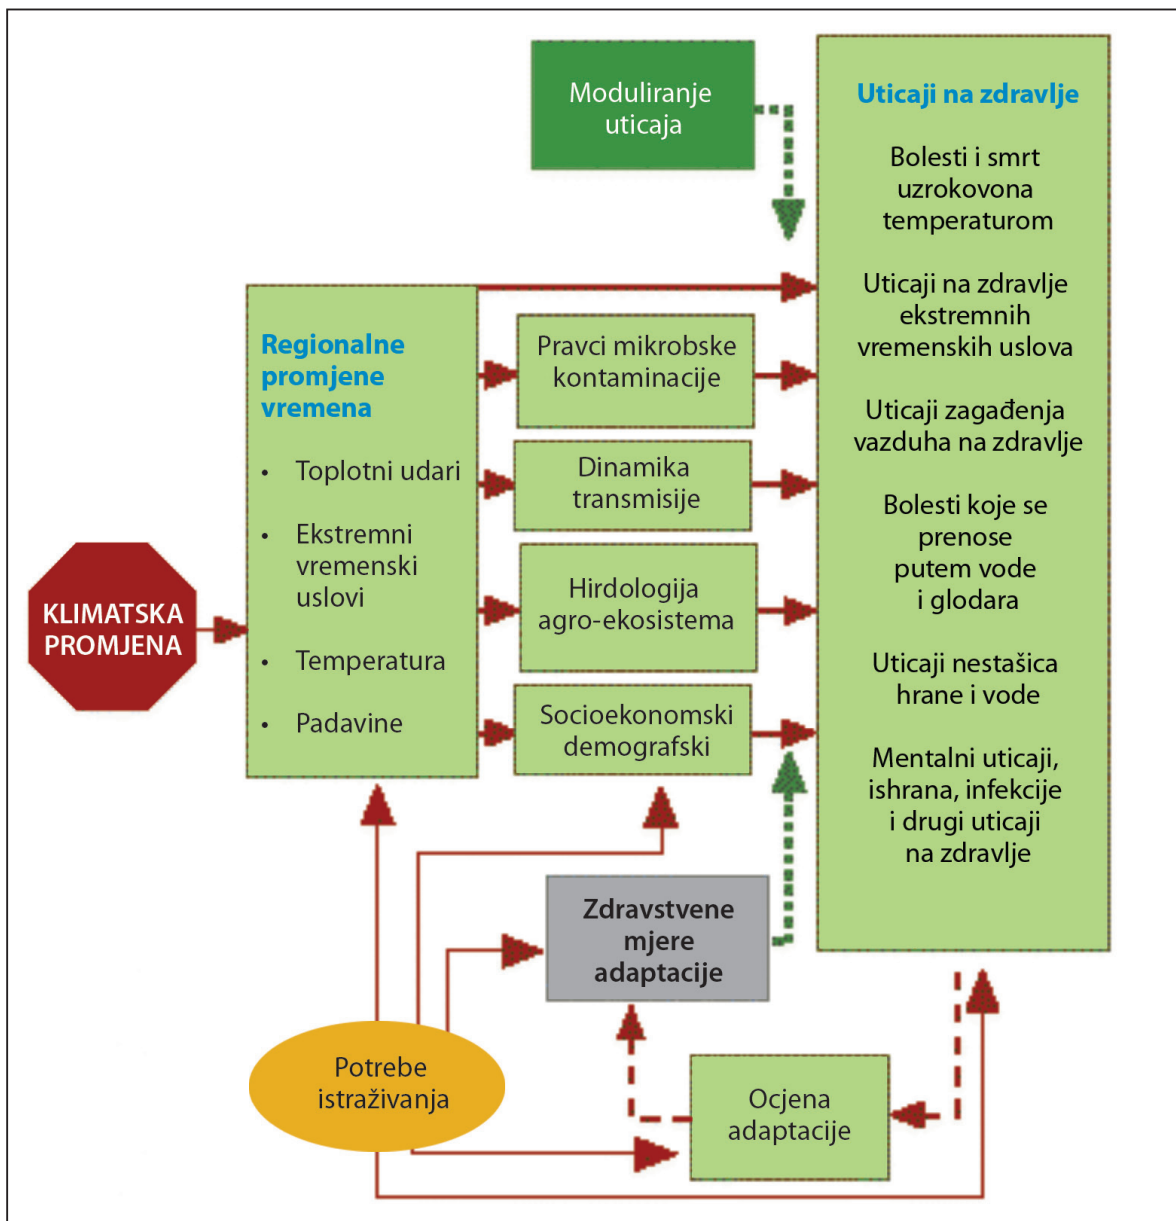 Moduliranje
uticaja
Uticaji na zdravlje
Bolesti i smrt
uzrokovona
temperaturom
Uticaji na zdravlje
ekstremnih
vremenskih uslova
Uticaji zagađenja
vazduha na zdravlje
Bolesti koje se
prenose
putem vode
i glodara
Uticaji nestašica
hrane i vode
Mentalni uticaji,
ishrana, infekcije
i drugi uticaji
na zdravlje
Regionalne
promjene
vremena
• Toplotni udari
• Ekstremni
vremenski
uslovi
• Temperatura
• Padavine
Pravci mikrobske
kontaminacije
Dinamika
transmisije
Hirdologija
agro-ekosistema
Socioekonomski
demografski
KLIMATSKA
PROMJENA
Zdravstvene
mjere
adaptacije
Potrebe
istraživanja
Ocjena
adaptacije